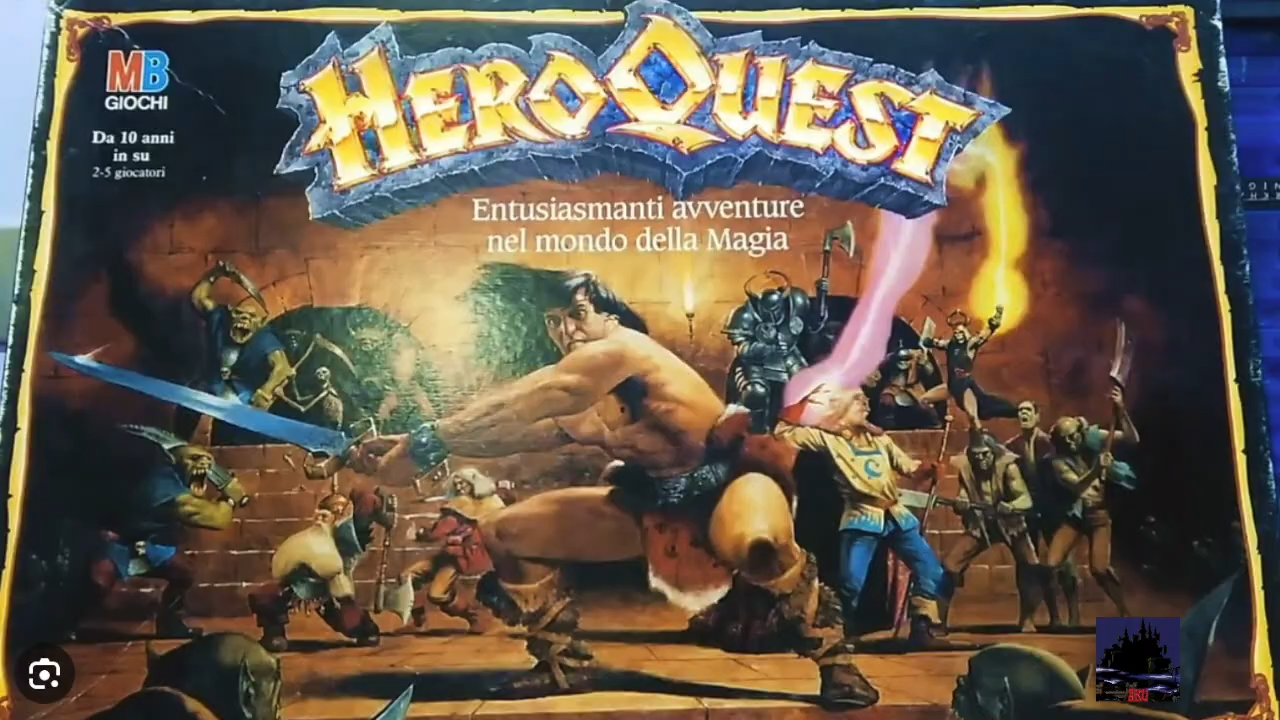 MB
GIOCHI
Da 10 anni
in su
2-5 giocatori
HEROQUEST
Entusiasmanti avventure
nel mondo della Magia